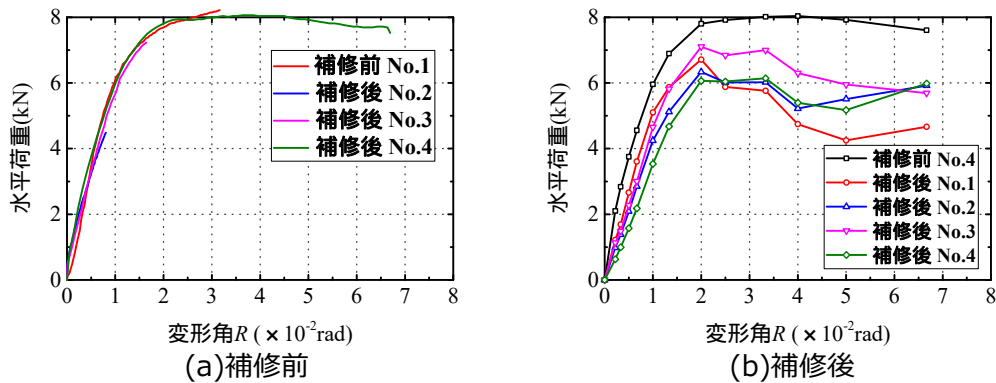 8
6
4
2
0
水平荷重(kN)
補修前 No.1
補修後 No.2
補修後 No.3
補修後 No.4
0 1 2 3 4 5 6 7 8
変形角R ( × 10-2rad)
(a)補修前
8
6
4
2
0
水平荷重(kN)
補修前 No.4
補修後 No.1
補修後 No.2
補修後 No.3
補修後 No.4
0 1 2 3 4 5 6 7 8
変形角R ( × 10-2rad)
(b)補修後